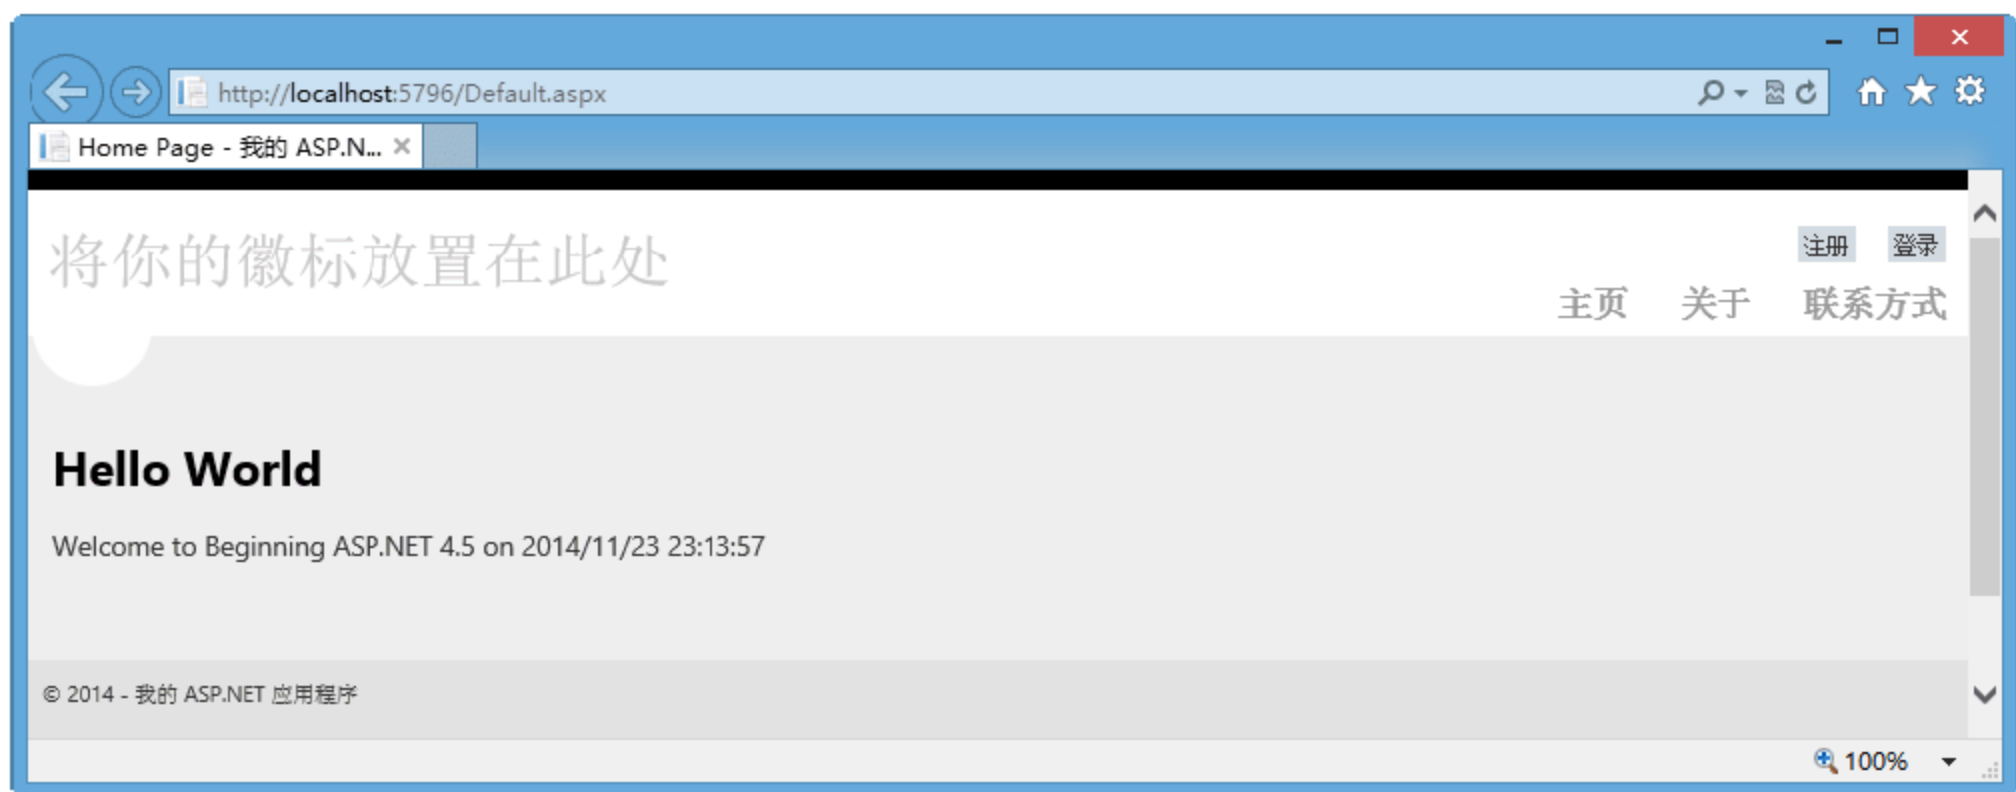 http://localhost:5796/Default.aspx
Home Page - 我的 ASP.N...
将你的徽标放置在此处
注册 登录
主页 关于 联系方式
Hello World
Welcome to Beginning ASP.NET 4.5 on 2014/11/23 23:13:57
© 2014 - 我的 ASP.NET 应用程序
100%